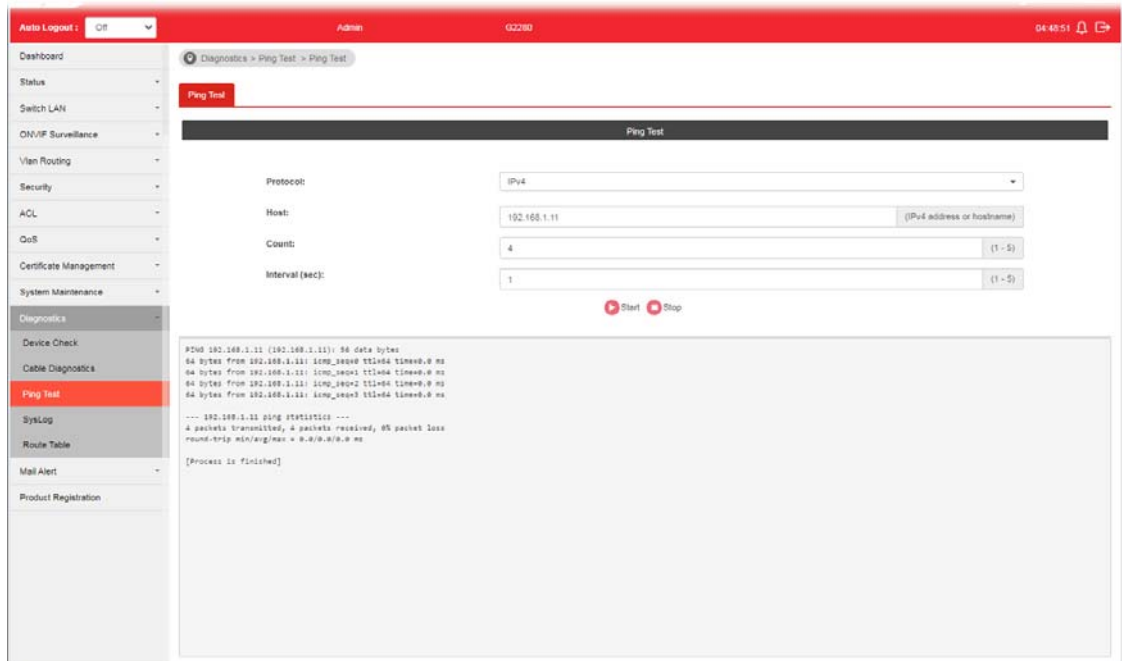 Auto Logout : Off Admin G2280 04:48:51
Dashboard
Status
Switch LAN
ONVIF Surveillance
Vlan Routing
Security
ACL
QoS
Certificate Management
System Maintenance
Diagnostics
Device Check
Cable Diagnostics
Ping Test
SysLog
Route Table
Mail Alert
Product Registration
Diagnostics > Ping Test > Ping Test
Ping Test
Ping Test
Protocol: IPv4
Host: 192.168.1.11 (IPv4 address or hostname)
Count: 4 (1 - 5)
Interval (sec): 1 (1 - 5)
Start Stop
PING 192.168.1.11 (192.168.1.11): 56 data bytes
64 bytes from 192.168.1.11: icmp_seq=0 ttl=64 time=0.0 ms
64 bytes from 192.168.1.11: icmp_seq=1 ttl=64 time=0.0 ms
64 bytes from 192.168.1.11: icmp_seq=2 ttl=64 time=0.0 ms
64 bytes from 192.168.1.11: icmp_seq=3 ttl=64 time=0.0 ms
--- 192.168.1.11 ping statistics ---
4 packets transmitted, 4 packets received, 0% packet loss
round-trip min/avg/max = 0.0/0.0/0.0 ms
[Process is finished]